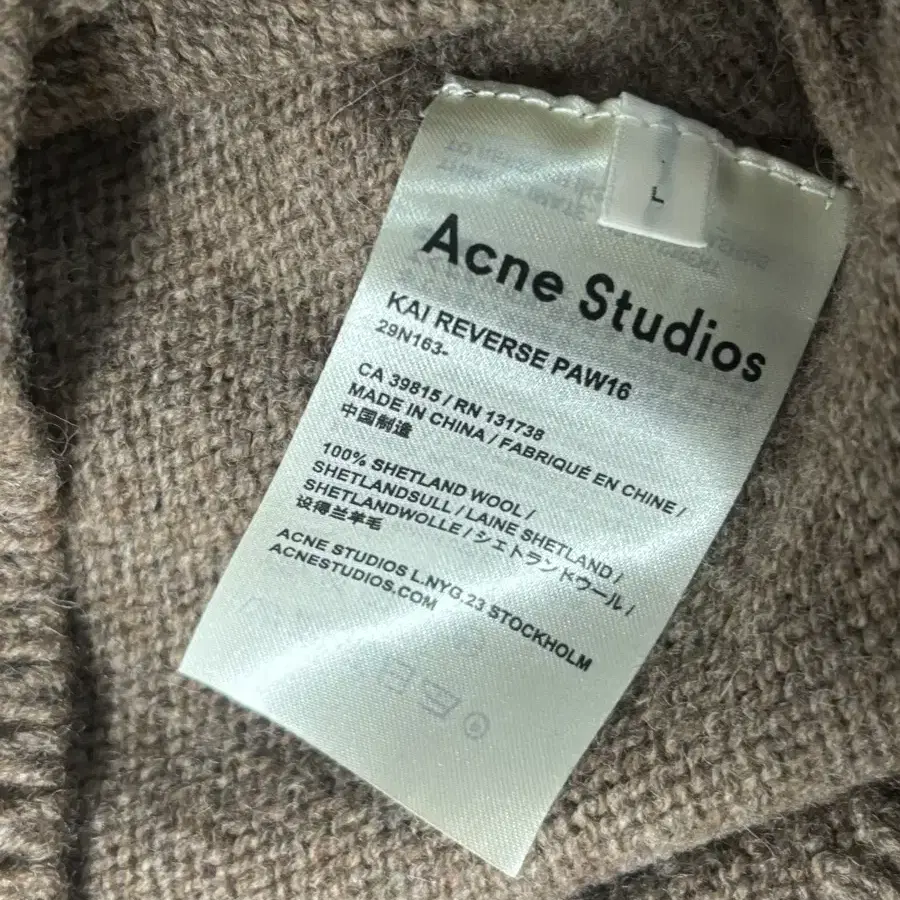 L
Acne Studios
KAI REVERSE PAW16
29N163-
CA 39815 / RN 131738
MADE IN CHINA / FABRIQUÉ EN CHINE /
中国制造
100% SHETLAND WOOL /
SHETLANDSULL / LAINE SHETLAND /
SHETLANDWOLLE / シェトランドウール /
设得兰羊毛
ACNE STUDIOS L.NYG.23 STOCKHOLM
ACNESTUDIOS.COM